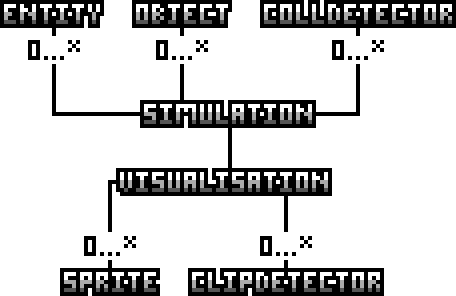 ENTITY OBJECT COLLDETECTOR
0...* 0...* 0...*
SIMULATION
VISUALISATION
0...* 0...*
SPRITE CLIPDETECTOR